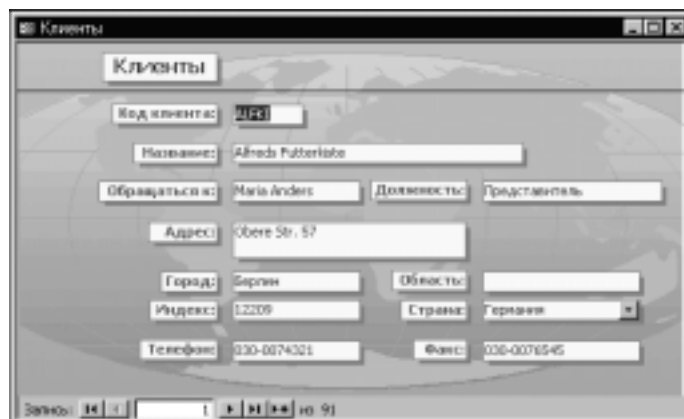 Клиенты
Клиенты
Код клиента: ALFKI
Название: Alfreds Futterkiste
Обращаться к: Maria Anders Должность: Представитель
Адрес: Obere Str. 57
Город: Берлин Область:
Индекс: 12209 Страна: Германия
Телефон: 030-0074321 Факс: 030-0076545
Запись: 1 из 91